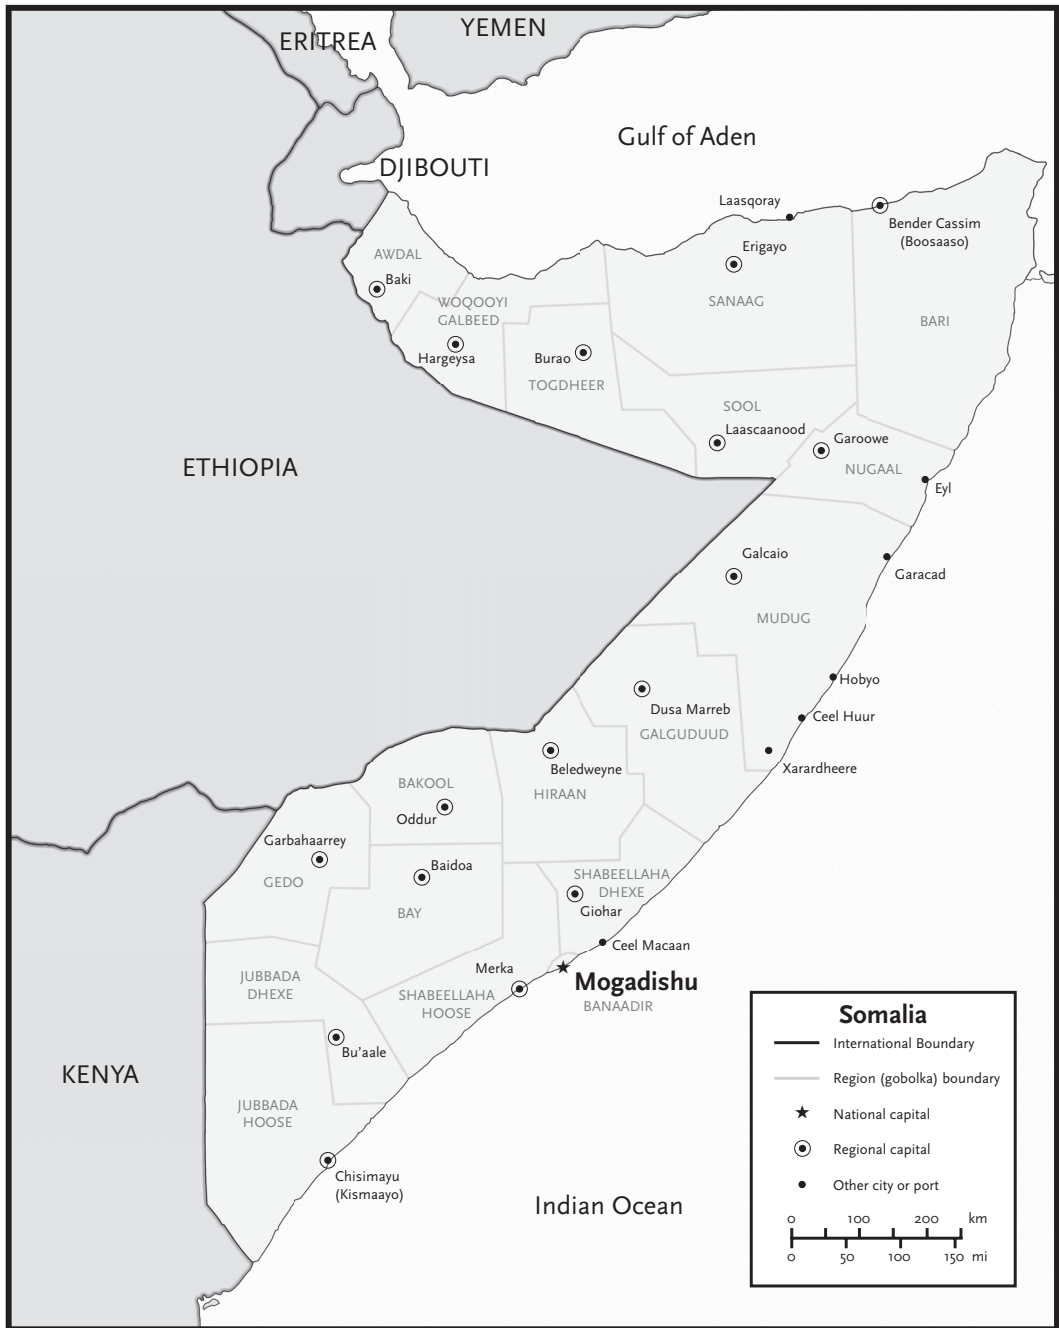 YEMEN
ERITREA
Gulf of Aden
DJIBOUTI
Laasqoray
Bender Cassim
(Boosaaso)
Erigayo
AWDAL
Baki
WOQOOYI
GALBEED
SANAAG
BARI
Hargeysa
Burao
TOGDHEER
SOOL
Laascaanood
Garoowe
NUGAAL
ETHIOPIA
Eyl
Galcaio
Garacad
MUDUG
Hobyo
Dusa Marreb
GALGUDUUD
Ceel Huur
Beledweyne
HIRAAN
Xarardheere
BAKOOL
Oddur
Garbahaarrey
GEDO
Baidoa
BAY
SHABEELLAHA
DHEXE
Giohar
Ceel Macaan
Merka
Mogadishu
BANAADIR
JUBBADA
DHEXE
SHABEELLAHA
HOOSE
Bu'aale
KENYA
JUBBADA
HOOSE
Chisimayu
(Kismaayo)
Indian Ocean
Somalia
International Boundary
Region (gobolka) boundary
National capital
Regional capital
Other city or port
0 100 200 km
0 50 100 150 mi